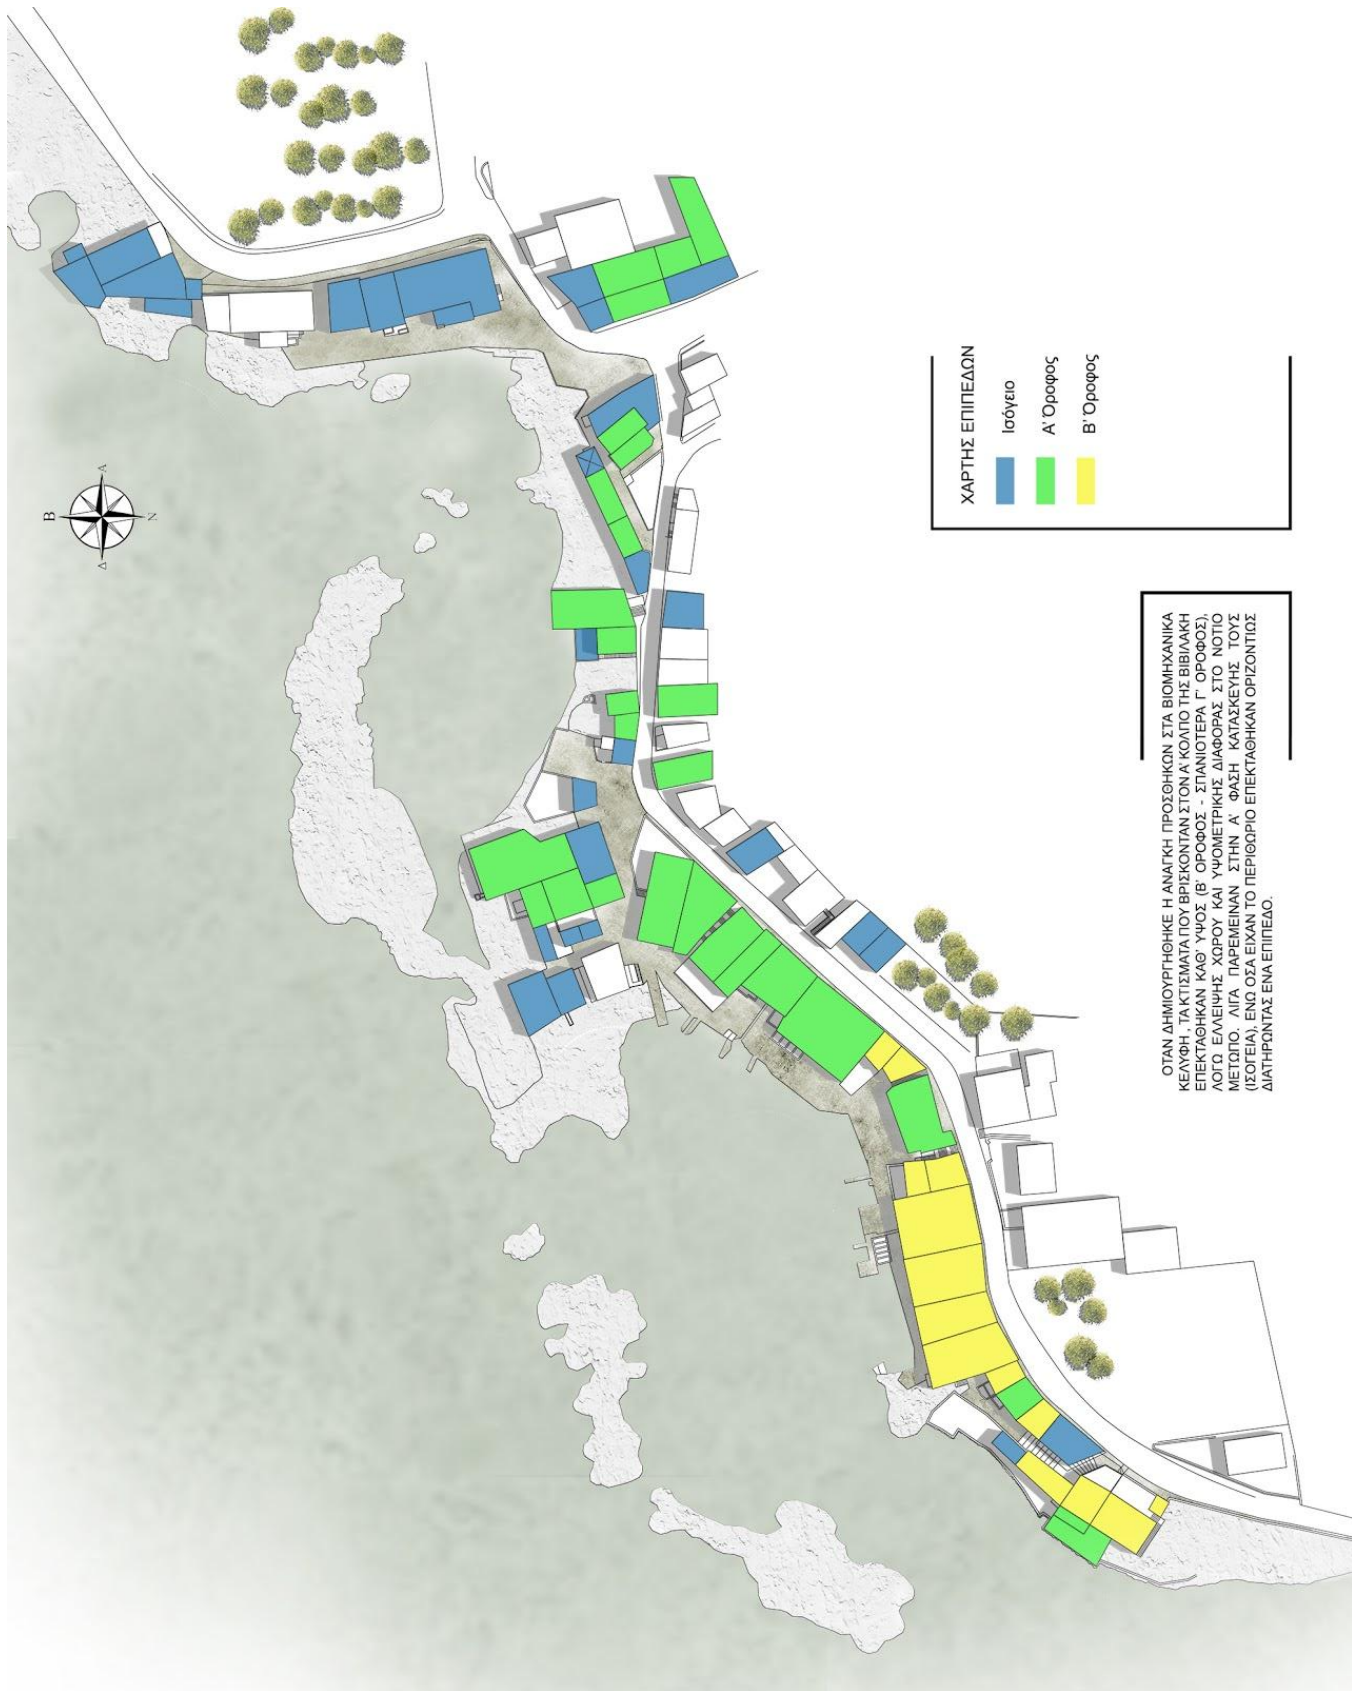 Β
Α
Δ
Ν
ΧΑΡΤΗΣ ΕΠΙΠΕΔΩΝ
Ισόγειο
Α' Όροφος
Β' Όροφος
ΟΤΑΝ ΔΗΜΙΟΥΡΓΗΘΗΚΕ Η ΑΝΑΓΚΗ ΠΡΟΣΘΗΚΩΝ ΣΤΑ ΒΙΟΜΗΧΑΝΙΚΑ
ΚΕΛΥΦΗ , ΤΑ ΚΤΙΣΜΑΤΑ ΠΟΥ ΒΡΙΣΚΟΝΤΑΝ ΣΤΟΝ Α' ΚΟΛΠΟ ΤΗΣ ΒΙΒΙΛΑΚΗ
ΕΠΕΚΤΑΘΗΚΑΝ ΚΑΘ' ΥΨΟΣ (Β' ΟΡΟΦΟΣ - ΣΠΑΝΙΟΤΕΡΑ Γ' ΟΡΟΦΟΣ),
ΛΟΓΩ ΕΛΛΕΙΨΗΣ ΧΩΡΟΥ ΚΑΙ ΥΨΟΜΕΤΡΙΚΗΣ ΔΙΑΦΟΡΑΣ ΣΤΟ ΝΟΤΙΟ
ΜΕΤΩΠΟ. ΛΙΓΑ ΠΑΡΕΜΕΙΝΑΝ ΣΤΗΝ Α' ΦΑΣΗ ΚΑΤΑΣΚΕΥΗΣ ΤΟΥΣ
(ΙΣΟΓΕΙΑ), ΕΝΩ ΟΣΑ ΕΙΧΑΝ ΤΟ ΠΕΡΙΘΩΡΙΟ ΕΠΕΚΤΑΘΗΚΑΝ ΟΡΙΖΟΝΤΙΩΣ
ΔΙΑΤΗΡΩΝΤΑΣ ΕΝΑ ΕΠΙΠΕΔΟ.